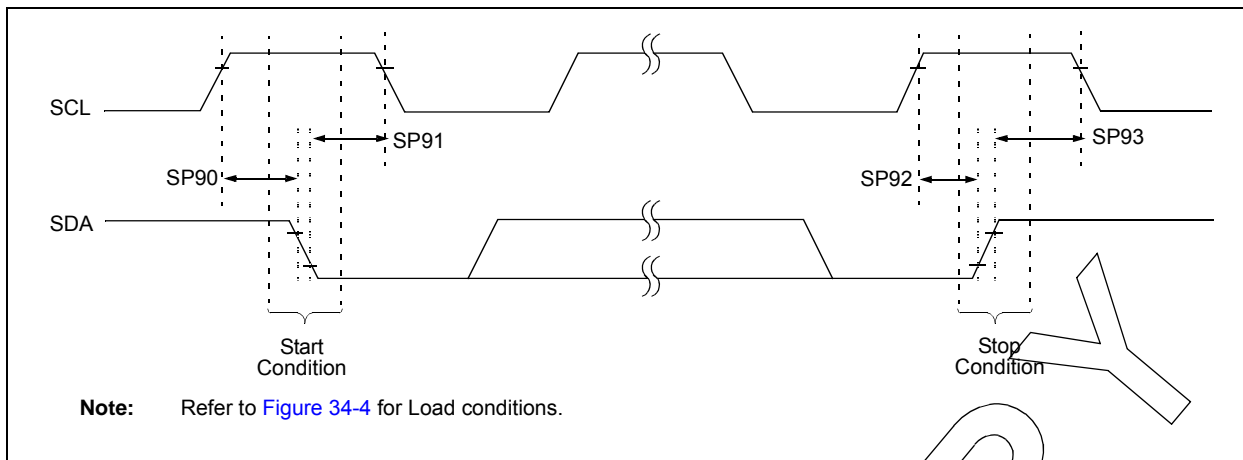 SCL
SP91
SP93
SP90
SP92
SDA
Start
Condition
Stop
Condition
Note: Refer to Figure 34-4 for Load conditions.